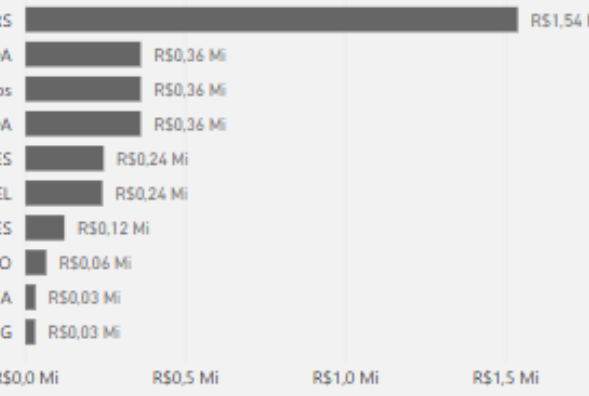 RS R$1,54
A R$0,36 Mi
os R$0,36 Mi
DA R$0,36 Mi
ES R$0,24 Mi
EL R$0,24 Mi
ES R$0,12 Mi
O R$0,06 Mi
A R$0,03 Mi
G R$0,03 Mi
R$0,0 Mi R$0,5 Mi R$1,0 Mi R$1,5 Mi